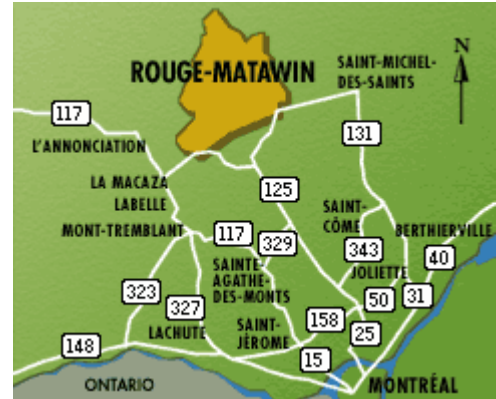 ROUGE-MATAWIN
SAINT-MICHEL-
DES-SAINTS
N
117
131
L'ANNONCIATION
LA MACAZA
LABELLE
125
SAINT-
CÔME
BERTHIERVILLE
MONT-TREMBLANT
117
329
343
40
SAINTE-
AGATHE-
DES-MONTS
JOLIETTE
323
327
50
31
LACHUTE
SAINT-
JÉROME
158
25
148
15
ONTARIO
MONTRÉAL